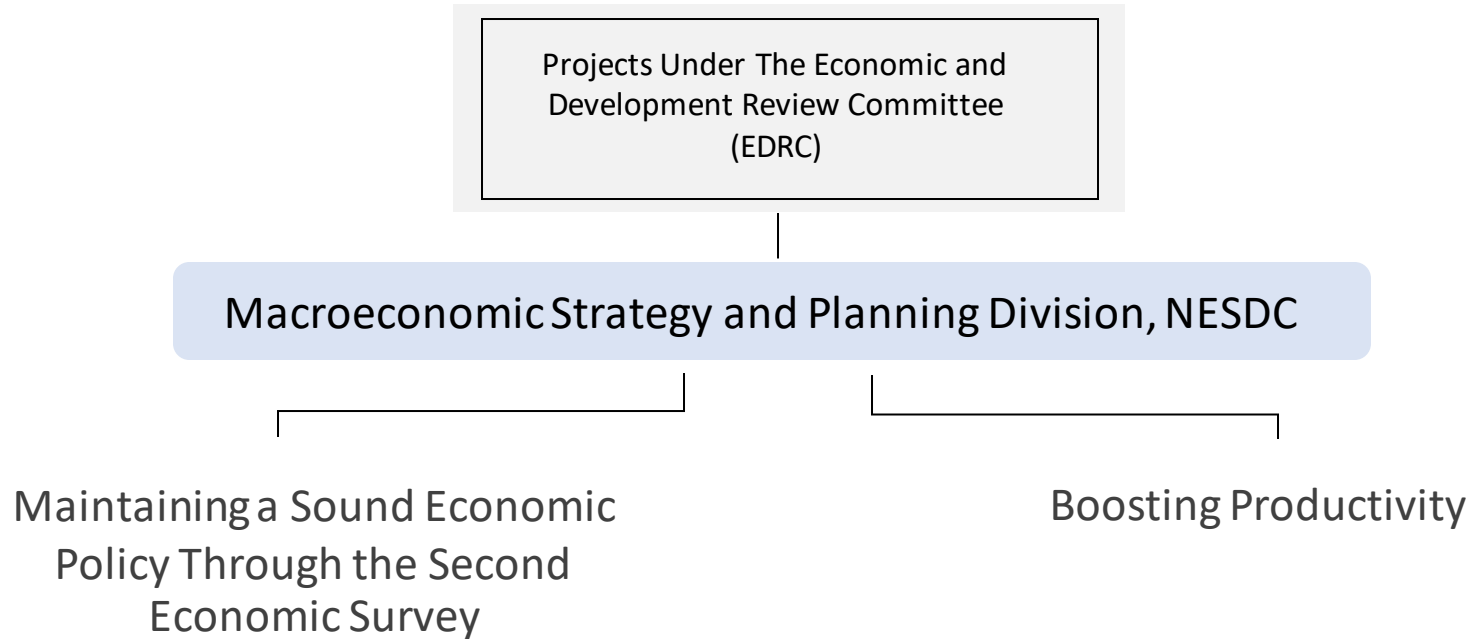 Projects Under The Economic and
Development Review Committee
(EDRC)
Macroeconomic Strategy and Planning Division, NESDC
Maintaining a Sound Economic
Policy Through the Second
Economic Survey
Boosting Productivity